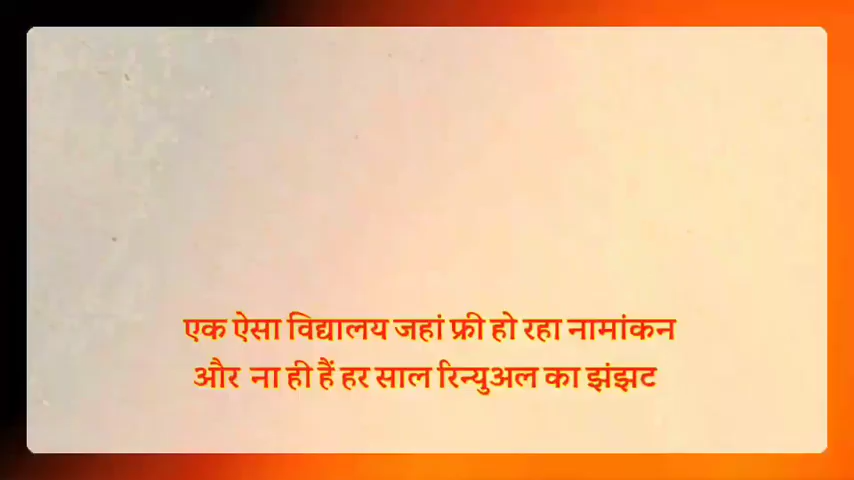 एक ऐसा विद्यालय जहां फ्री हो रहा नामांकन
और ना ही हैं हर साल रिन्युअल का झंझट